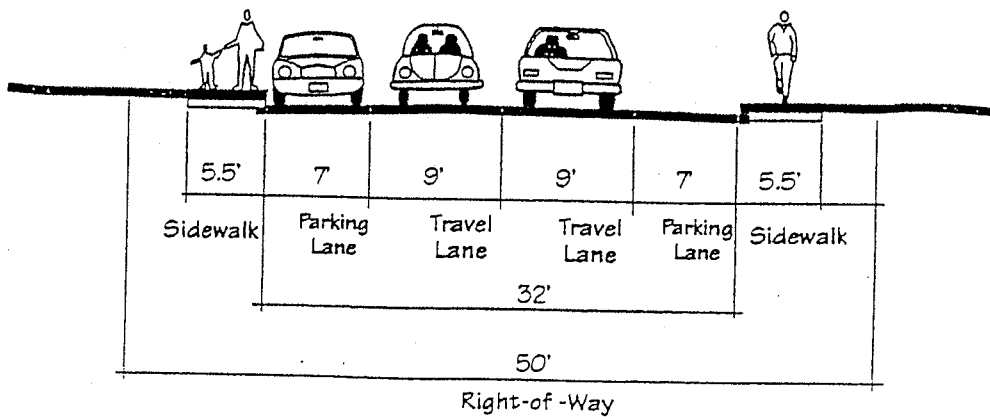 5.5' 7' 9' 9' 7' 5.5'
Sidewalk Parking Lane Travel Lane Travel Lane Parking Lane Sidewalk
32'
50'
Right-of-Way